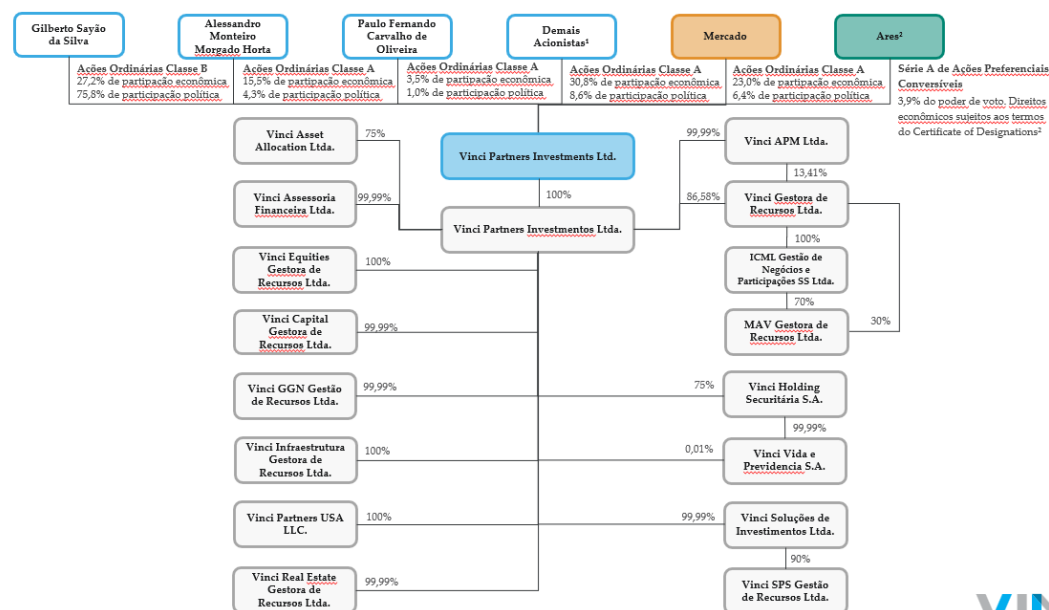 Gilberto Sayão
da Silva
Alessandro
Monteiro
Morgado Horta
Paulo Fernando
Carvalho de
Oliveira
Demais
Acionistas¹
Mercado
Ares²
Ações Ordinárias Classe B
27,2% de partipação econômica
75,8% de participação política
Ações Ordinárias Classe A
15,5% de partipação econômica
4,3% de participação política
Ações Ordinárias Classe A
3,5% de partipação econômica
1,0% de participação política
Ações Ordinárias Classe A
30,8% de partipação econômica
8,6% de participação política
Ações Ordinárias Classe A
23,0% de partipação econômica
6,4% de participação política
Série A de Ações Preferenciais
Conversíveis
3,9% do poder de voto. Direitos
econômicos sujeitos aos termos
do Certificate of Designations²
Vinci Asset
Allocation Ltda.
75%
Vinci Partners Investments Ltd.
99,99%
Vinci APM Ltda.
13,41%
Vinci Assessoria
Financeira Ltda.
99,99%
100%
86,58%
Vinci Gestora de
Recursos Ltda.
Vinci Partners Investimentos Ltda.
100%
Vinci Equities
Gestora de
Recursos Ltda.
100%
ICML Gestão de
Negócios e
Participações SS Ltda.
70%
Vinci Capital
Gestora de
Recursos Ltda.
99,99%
MAV Gestora de
Recursos Ltda.
30%
Vinci GGN Gestão
de Recursos Ltda.
99,99%
75%
Vinci Holding
Securitária S.A.
99,99%
Vinci Infraestrutura
Gestora de
Recursos Ltda.
100%
0,01%
Vinci Vida e
Previdencia S.A.
Vinci Partners USA
LLC.
100%
99,99%
Vinci Soluções de
Investimentos Ltda.
90%
Vinci Real Estate
Gestora de
Recursos Ltda.
99,99%
Vinci SPS Gestão
de Recursos Ltda.